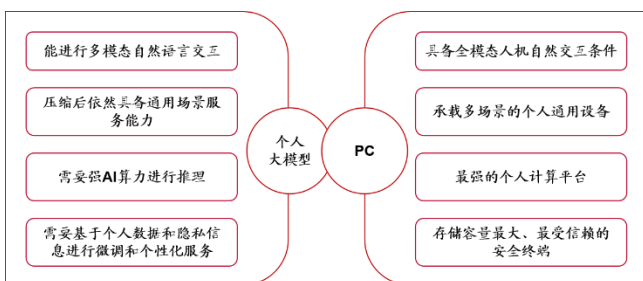 能进行多模态自然语言交互
压缩后依然具备通用场景服
务能力
需要强AI算力进行推理
需要基于个人数据和隐私信
息进行微调和个性化服务
个人
大模型
PC
具备全模态人机自然交互条件
承载多场景的个人通用设备
最强的个人计算平台
存储容量最大、最受信赖的
安全终端